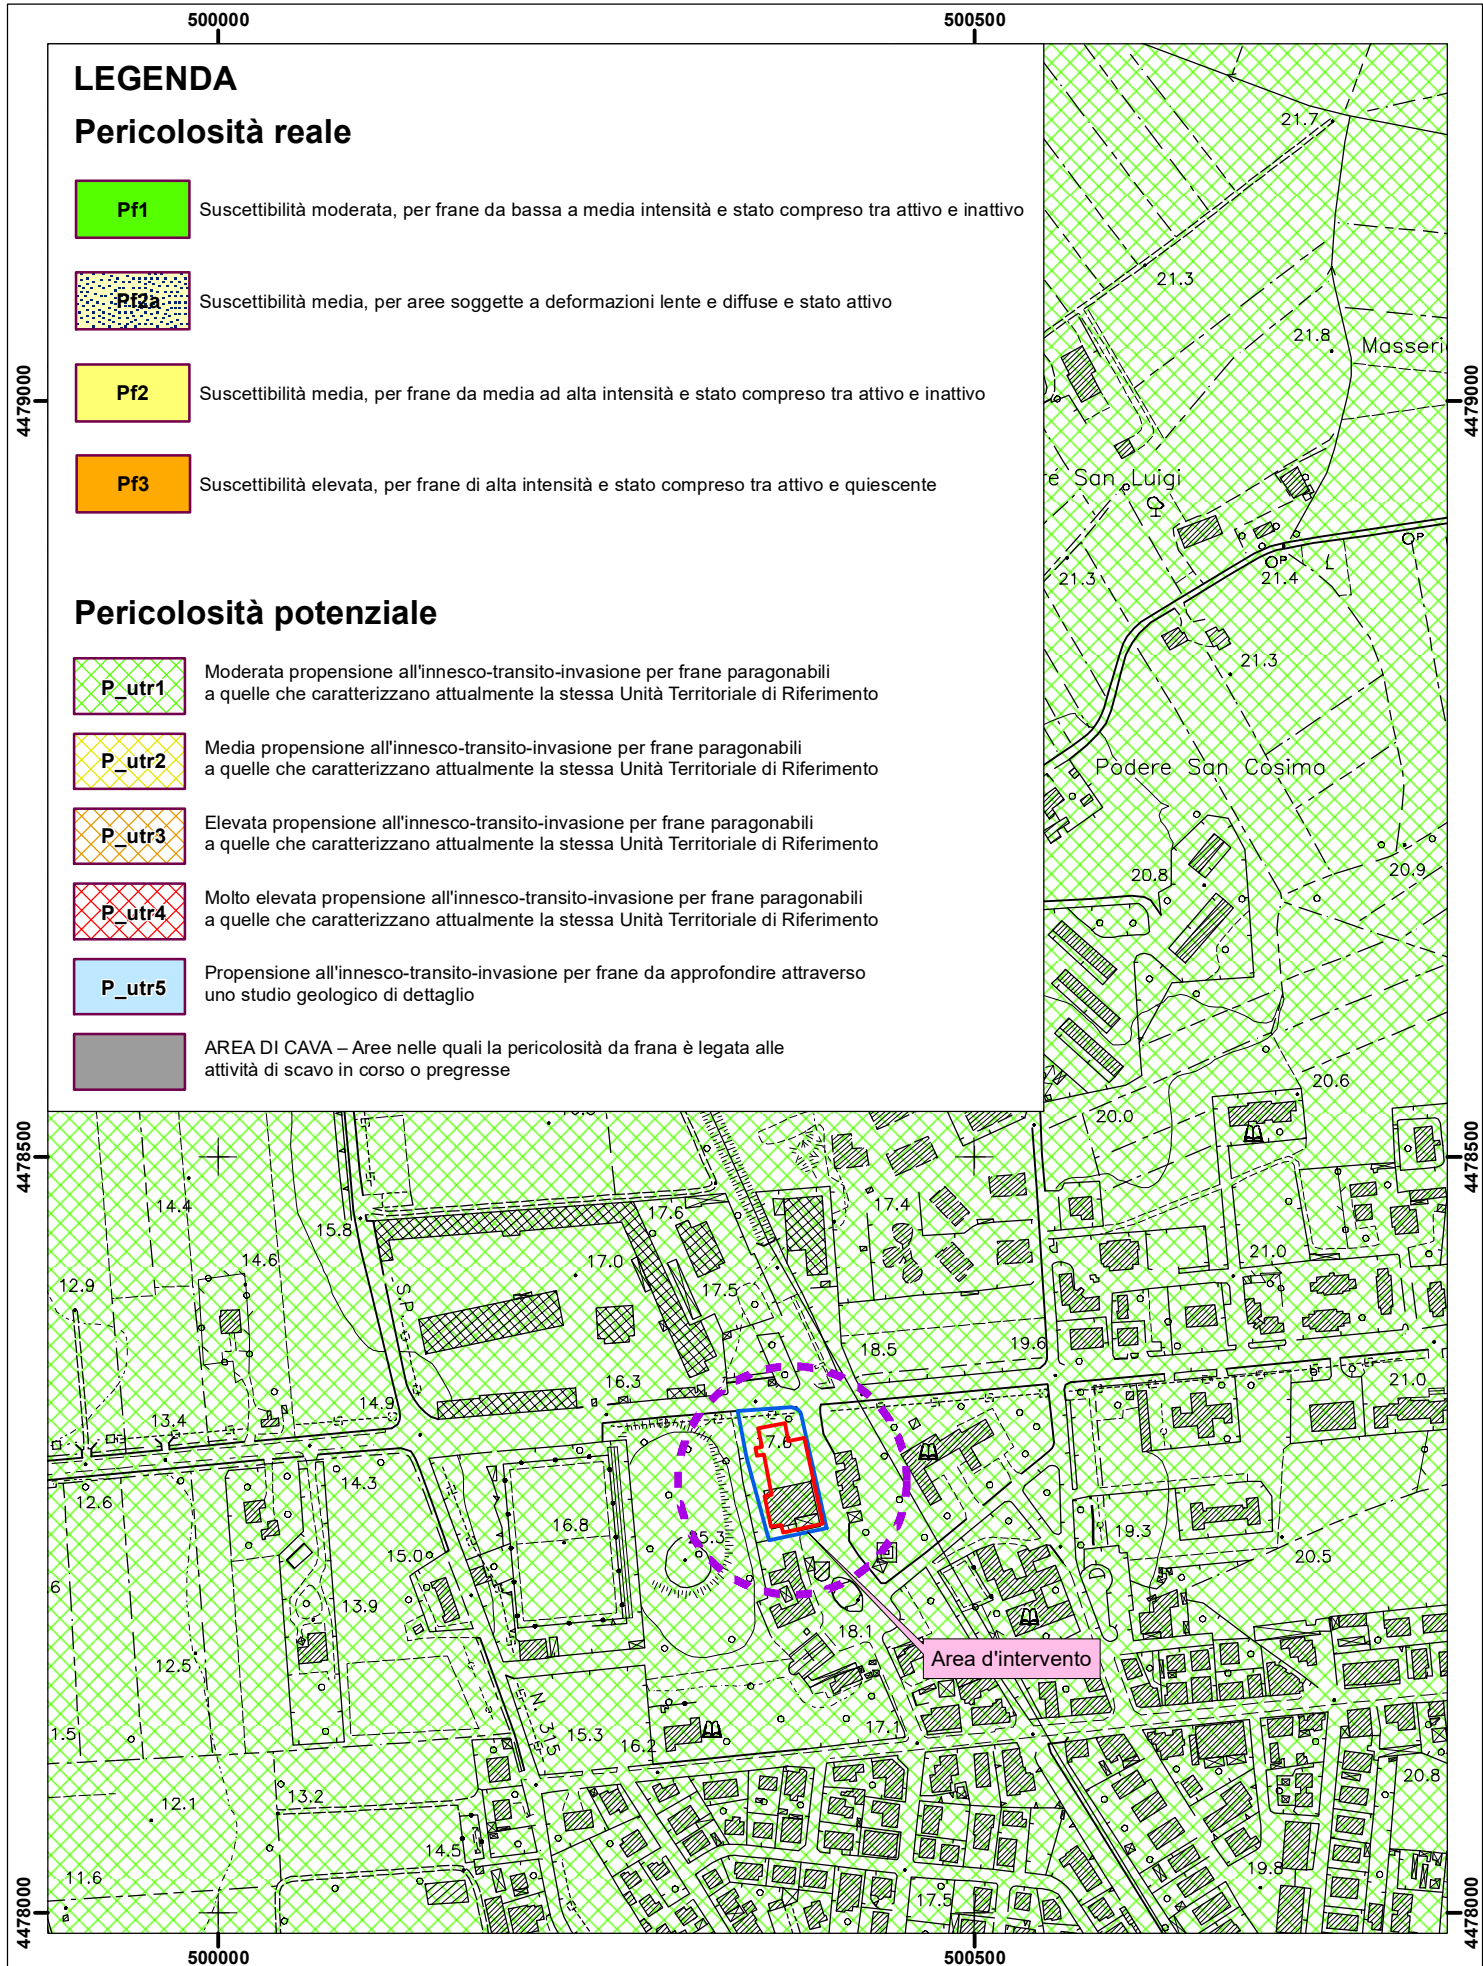 500000
500500
LEGENDA
Pericolosità reale
Pf1
Suscettibilità moderata, per frane da bassa a media intensità e stato compreso tra attivo e inattivo
Pf2a
Suscettibilità media, per aree soggette a deformazioni lente e diffuse e stato attivo
Pf2
Suscettibilità media, per frane da media ad alta intensità e stato compreso tra attivo e inattivo
Pf3
Suscettibilità elevata, per frane di alta intensità e stato compreso tra attivo e quiescente
Pericolosità potenziale
P_utr1
Moderata propensione all'innesco-transito-invasione per frane paragonabili
a quelle che caratterizzano attualmente la stessa Unità Territoriale di Riferimento
P_utr2
Media propensione all'innesco-transito-invasione per frane paragonabili
a quelle che caratterizzano attualmente la stessa Unità Territoriale di Riferimento
P_utr3
Elevata propensione all'innesco-transito-invasione per frane paragonabili
a quelle che caratterizzano attualmente la stessa Unità Territoriale di Riferimento
P_utr4
Molto elevata propensione all'innesco-transito-invasione per frane paragonabili
a quelle che caratterizzano attualmente la stessa Unità Territoriale di Riferimento
P_utr5
Propensione all'innesco-transito-invasione per frane da approfondire attraverso
uno studio geologico di dettaglio
AREA DI CAVA – Aree nelle quali la pericolosità da frana è legata alle
attività di scavo in corso o pregresse
4479000
4479000
21.7
21.3
21.8
Masseri
re San Luigi
P
P
21.3
21.4
21.3
Podere San Cosimo
20.8
20.9
20.6
20.0
4478500
4478500
14.4
15.8
17.6
17.4
14.6
17.0
21.0
12.9
17.5
S.P.
18.5
19.6
16.3
14.9
21.0
13.4
17.6
14.3
12.6
16.8
25.3
19.3
20.5
15.0
6
13.9
18.1
12.5
Area d'intervento
1.5
N. 315
15.3
16.2
17.1
20.8
13.2
12.1
14.5
11.6
19.8
17.5
4478000
4478000
500000
500500